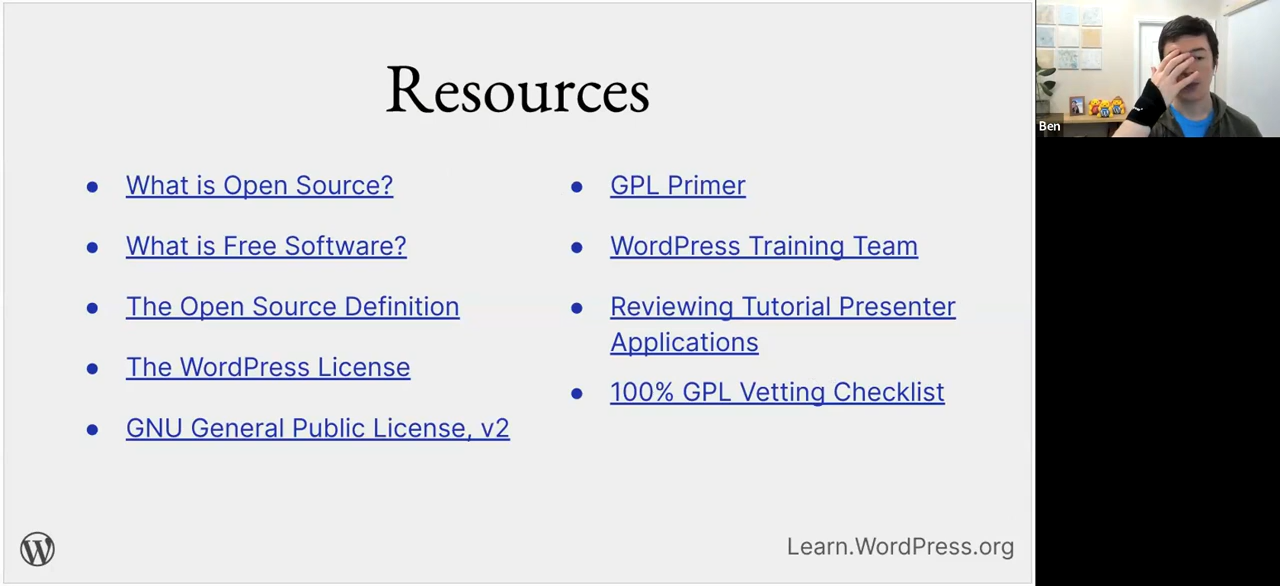 Resources
What is Open Source?
What is Free Software?
The Open Source Definition
The WordPress License
GNU General Public License, v2
GPL Primer
WordPress Training Team
Reviewing Tutorial Presenter
Applications
100% GPL Vetting Checklist
Learn.WordPress.org
Ben